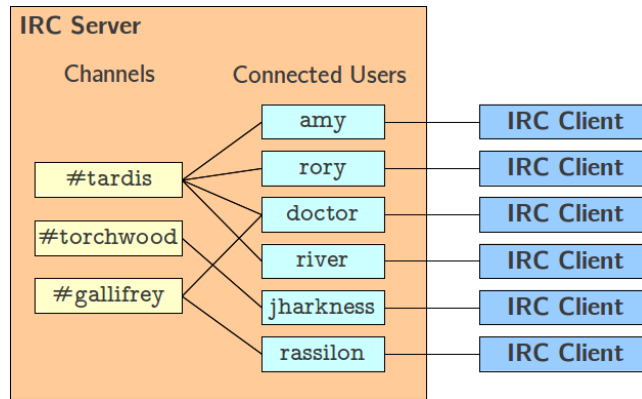 IRC Server
Channels
Connected Users
amy
IRC Client
rory
IRC Client
#tardis
doctor
IRC Client
#torchwood
river
IRC Client
#gallifrey
jharkness
IRC Client
rassilon
IRC Client